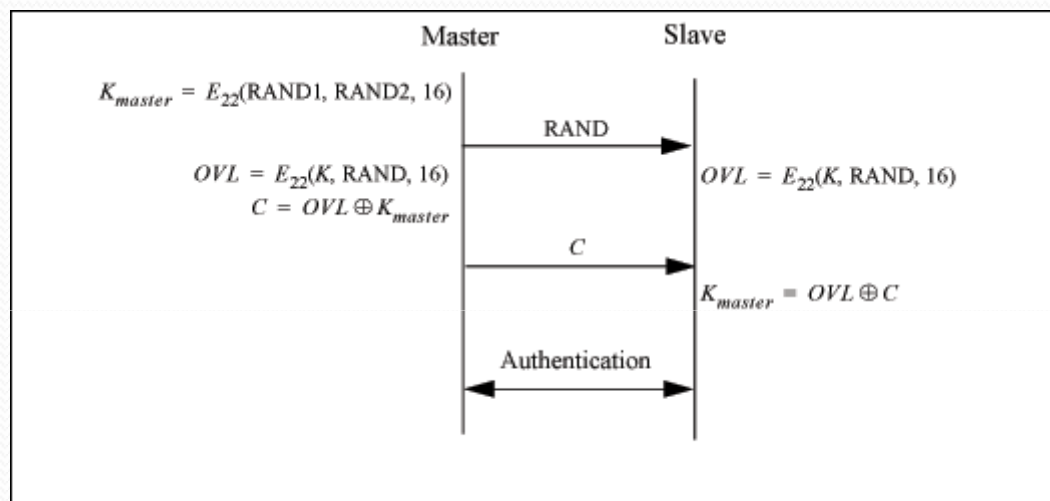 Master Slave
K_master = E_22(RAND1, RAND2, 16)
RAND
OVL = E_22(K, RAND, 16) OVL = E_22(K, RAND, 16)
C = OVL ⊕ K_master
C
K_master = OVL ⊕ C
Authentication